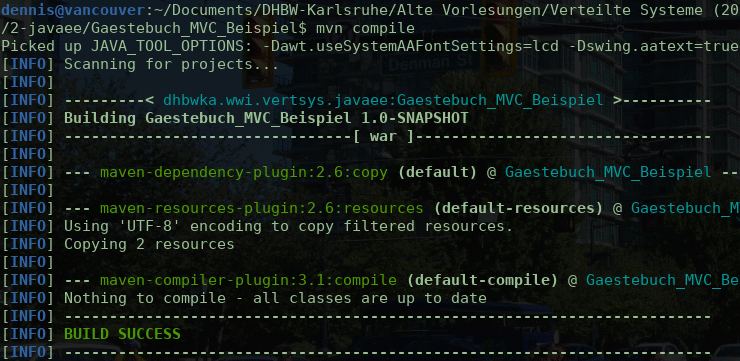 dennis@vancouver:~/Documents/DHBW-Karlsruhe/Alte Vorlesungen/Verteilte Systeme (20
/2-javaee/Gaestebuch_MVC_Beispiel$ mvn compile
Picked up JAVA_TOOL_OPTIONS: -Dawt.useSystemAAFontSettings=lcd -Dswing.aatext=true
[INFO] Scanning for projects...
[INFO]
[INFO] ---------< dhbwka.wwi.vertsys.javaee:Gaestebuch_MVC_Beispiel >----------
[INFO] Building Gaestebuch_MVC_Beispiel 1.0-SNAPSHOT
[INFO] --------------------------------[ war ]---------------------------------
[INFO]
[INFO] --- maven-dependency-plugin:2.6:copy (default) @ Gaestebuch_MVC_Beispiel --
[INFO]
[INFO] --- maven-resources-plugin:2.6:resources (default-resources) @ Gaestebuch_M
[INFO] Using 'UTF-8' encoding to copy filtered resources.
[INFO] Copying 2 resources
[INFO]
[INFO] --- maven-compiler-plugin:3.1:compile (default-compile) @ Gaestebuch_MVC_Be
[INFO] Nothing to compile - all classes are up to date
[INFO] ------------------------------------------------------------------------
[INFO] BUILD SUCCESS
[INFO] ------------------------------------------------------------------------